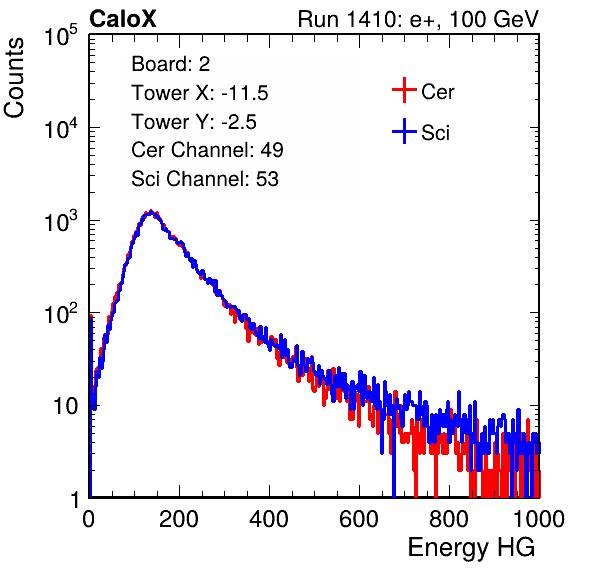 CaloX Run 1410: e+, 100 GeV
Counts
Board: 2
Tower X: -11.5
Tower Y: -2.5
Cer Channel: 49
Sci Channel: 53
Cer
Sci
10^5
10^4
10^3
10^2
10
1
0 200 400 600 800 1000
Energy HG